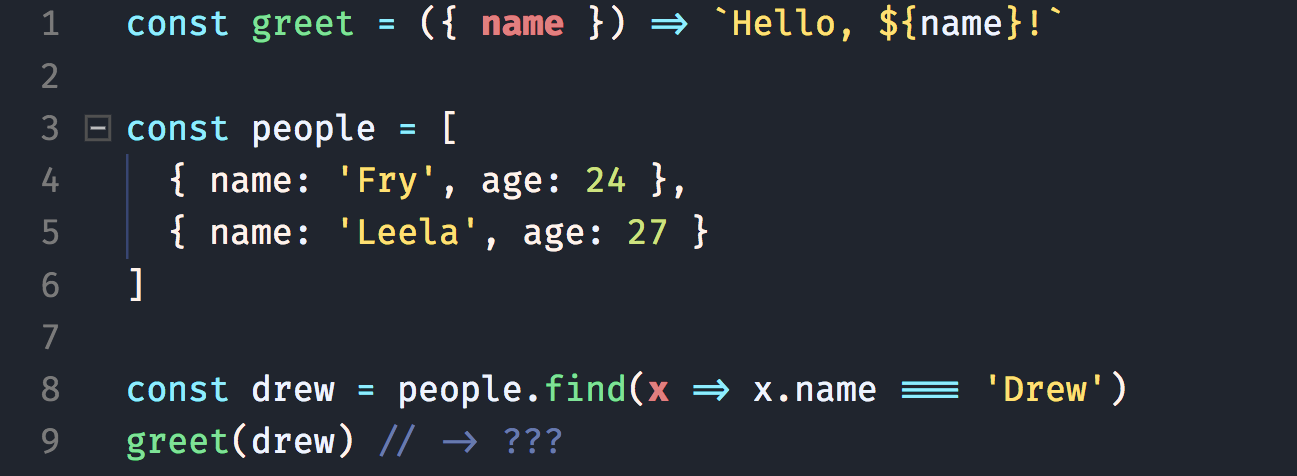 1 const greet = ({ name }) => `Hello, ${name}!`
2
3 const people = [
4 { name: 'Fry', age: 24 },
5 { name: 'Leela', age: 27 }
6 ]
7
8 const drew = people.find(x => x.name === 'Drew')
9 greet(drew) // -> ???